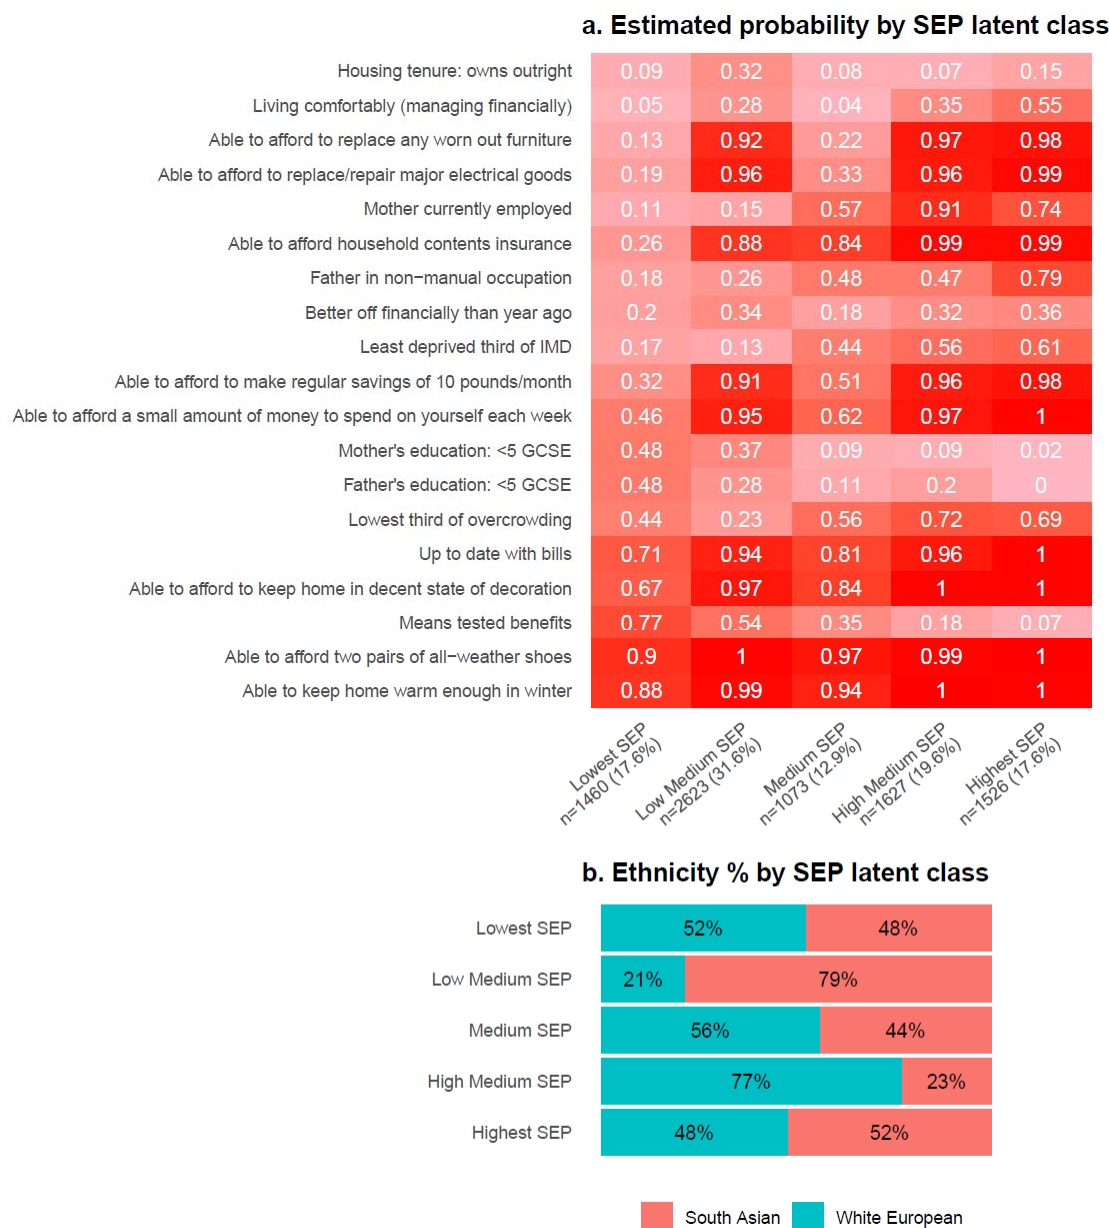 a. Estimated probability by SEP latent class
Housing tenure: owns outright 0.09 0.32 0.08 0.07 0.15
Living comfortably (managing financially) 0.05 0.28 0.04 0.35 0.55
Able to afford to replace any worn out furniture 0.13 0.92 0.22 0.97 0.98
Able to afford to replace/repair major electrical goods 0.19 0.96 0.33 0.96 0.99
Mother currently employed 0.11 0.15 0.57 0.91 0.74
Able to afford household contents insurance 0.26 0.88 0.84 0.99 0.99
Father in non−manual occupation 0.18 0.26 0.48 0.47 0.79
Better off financially than year ago 0.2 0.34 0.18 0.32 0.36
Least deprived third of IMD 0.17 0.13 0.44 0.56 0.61
Able to afford to make regular savings of 10 pounds/month 0.32 0.91 0.51 0.96 0.98
Able to afford a small amount of money to spend on yourself each week 0.46 0.95 0.62 0.97 1
Mother's education: <5 GCSE 0.48 0.37 0.09 0.09 0.02
Father's education: <5 GCSE 0.48 0.28 0.11 0.2 0
Lowest third of overcrowding 0.44 0.23 0.56 0.72 0.69
Up to date with bills 0.71 0.94 0.81 0.96 1
Able to afford to keep home in decent state of decoration 0.67 0.97 0.84 1 1
Means tested benefits 0.77 0.54 0.35 0.18 0.07
Able to afford two pairs of all−weather shoes 0.9 1 0.97 0.99 1
Able to keep home warm enough in winter 0.88 0.99 0.94 1 1
Lowest SEP
n=1460 (17.6%)
Low Medium SEP
n=2623 (31.6%)
Medium SEP
n=1073 (12.9%)
High Medium SEP
n=1627 (19.6%)
Highest SEP
n=1526 (17.6%)
b. Ethnicity % by SEP latent class
Lowest SEP 52% 48%
Low Medium SEP 21% 79%
Medium SEP 56% 44%
High Medium SEP 77% 23%
Highest SEP 48% 52%
South Asian White European